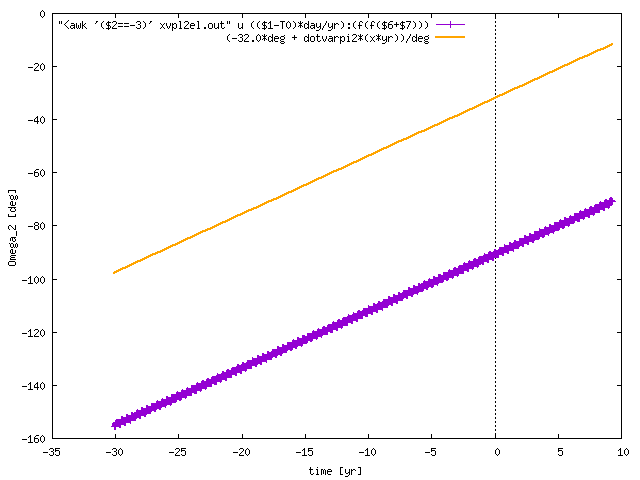 "<awk '($2==-3)' xvpl2el.out" u (($1-T0)*day/yr):(f(f($6+$7)))
(-32.0*deg + dotvarpi2*(x*yr))/deg
0
-20
-40
-60
-80
-100
-120
-140
-160
Omega_2 [deg]
-35 -30 -25 -20 -15 -10 -5 0 5 10
time [yr]